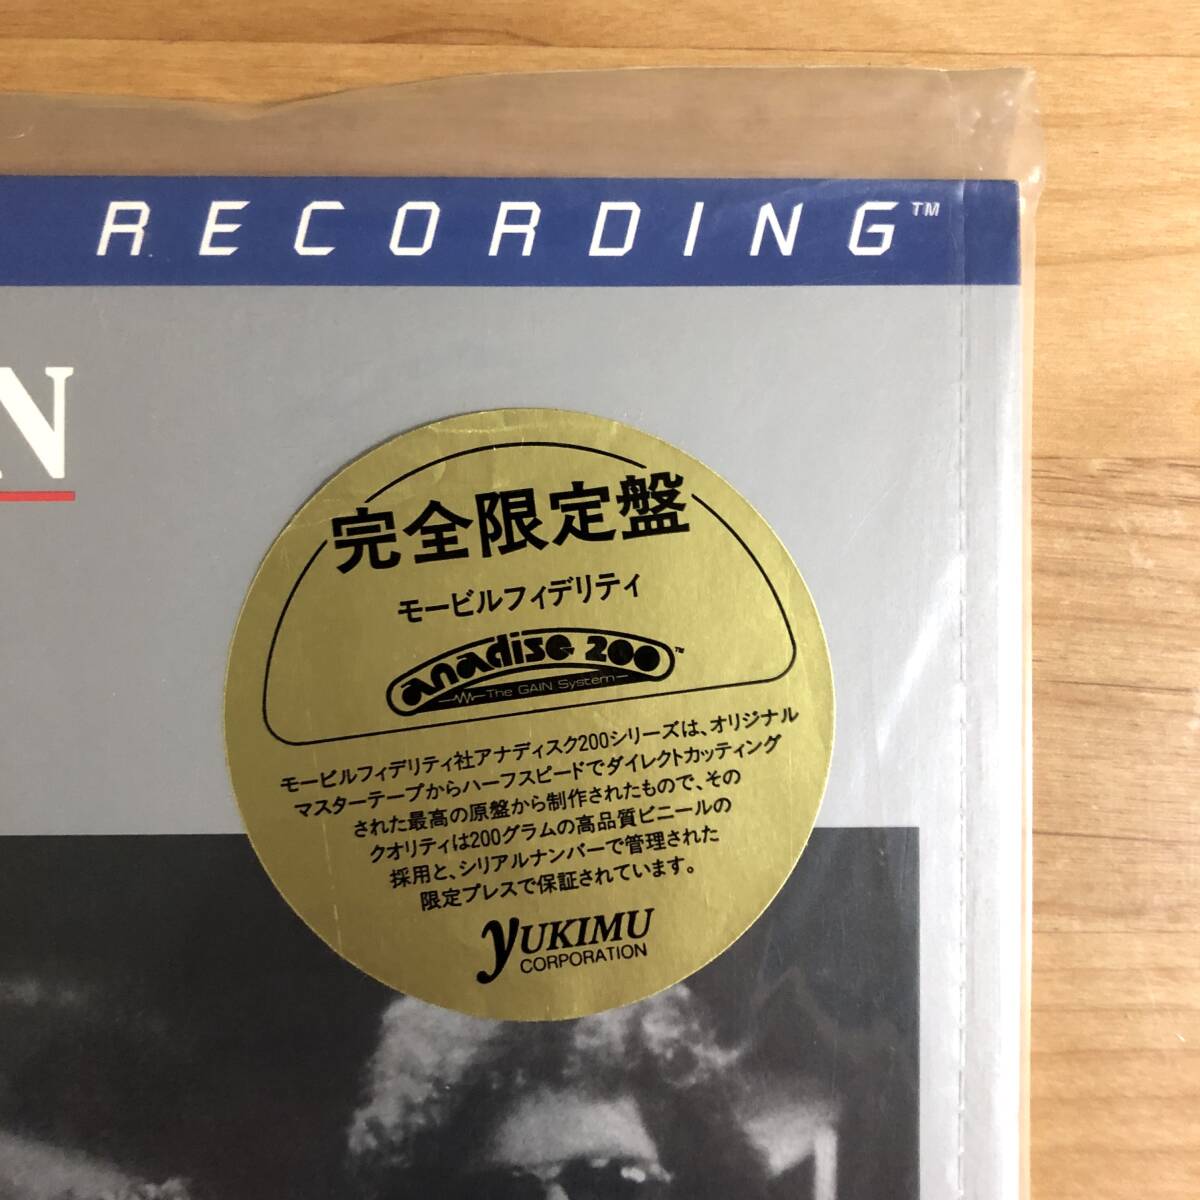 RECORDING™
N
完全限定盤
モービルフィデリティ
anadisc 200™
The GAIN System
モービルフィデリティ社アナディスク200シリーズは、オリジナル
マスターテープからハーフスピードでダイレクトカッティング
された最高の原盤から制作されたもので、その
クオリティは200グラムの高品質ビニールの
採用と、シリアルナンバーで管理された
限定プレスで保証されています。
YUKIMU
CORPORATION